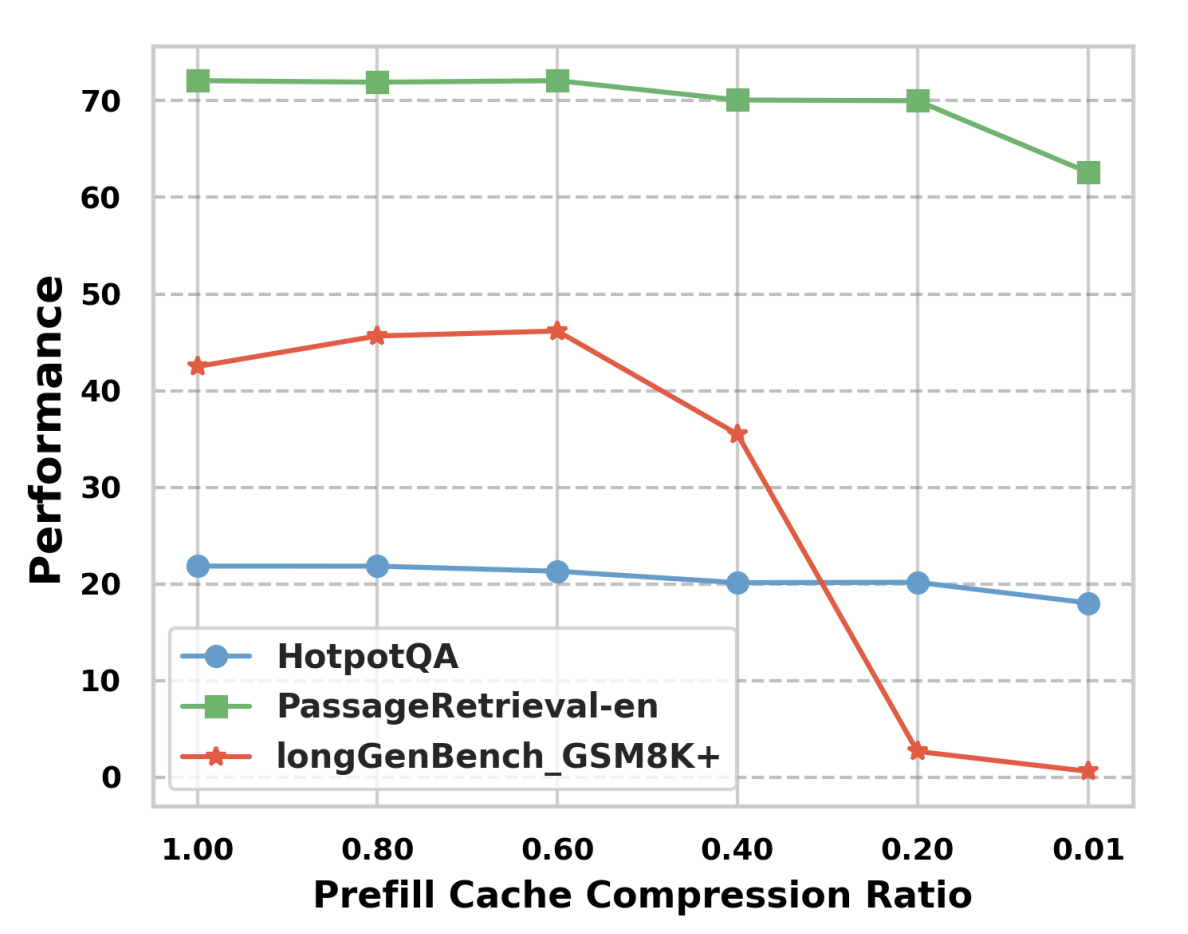 Performance
70
60
50
40
30
20
10
0
HotpotQA
PassageRetrieval-en
longGenBench_GSM8K+
1.00 0.80 0.60 0.40 0.20 0.01
Prefill Cache Compression Ratio